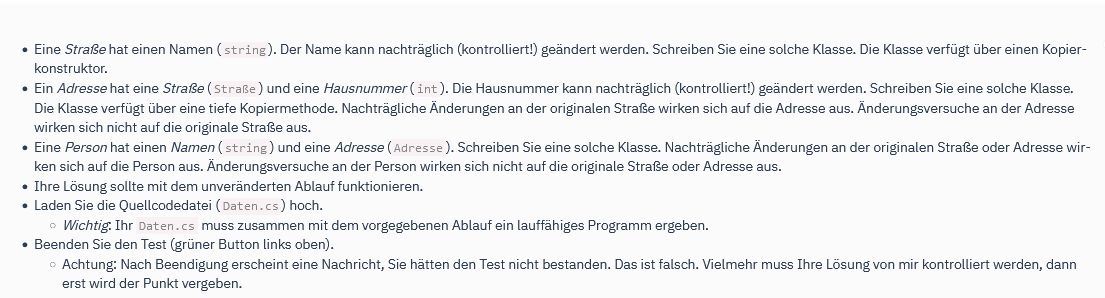 • Eine Straße hat einen Namen (string). Der Name kann nachträglich (kontrolliert!) geändert werden. Schreiben Sie eine solche Klasse. Die Klasse verfügt über einen Kopier-
konstruktor.
• Ein Adresse hat eine Straße (Straße) und eine Hausnummer (int). Die Hausnummer kann nachträglich (kontrolliert!) geändert werden. Schreiben Sie eine solche Klasse.
Die Klasse verfügt über eine tiefe Kopiermethode. Nachträgliche Änderungen an der originalen Straße wirken sich auf die Adresse aus. Änderungsversuche an der Adresse
wirken sich nicht auf die originale Straße aus.
• Eine Person hat einen Namen (string) und eine Adresse (Adresse). Schreiben Sie eine solche Klasse. Nachträgliche Änderungen an der originalen Straße oder Adresse wir-
ken sich auf die Person aus. Änderungsversuche an der Person wirken sich nicht auf die originale Straße oder Adresse aus.
• Ihre Lösung sollte mit dem unveränderten Ablauf funktionieren.
• Laden Sie die Quellcodedatei (Daten.cs) hoch.
◦ Wichtig: Ihr Daten.cs muss zusammen mit dem vorgegebenen Ablauf ein lauffähiges Programm ergeben.
• Beenden Sie den Test (grüner Button links oben).
◦ Achtung: Nach Beendigung erscheint eine Nachricht, Sie hätten den Test nicht bestanden. Das ist falsch. Vielmehr muss Ihre Lösung von mir kontrolliert werden, dann
erst wird der Punkt vergeben.